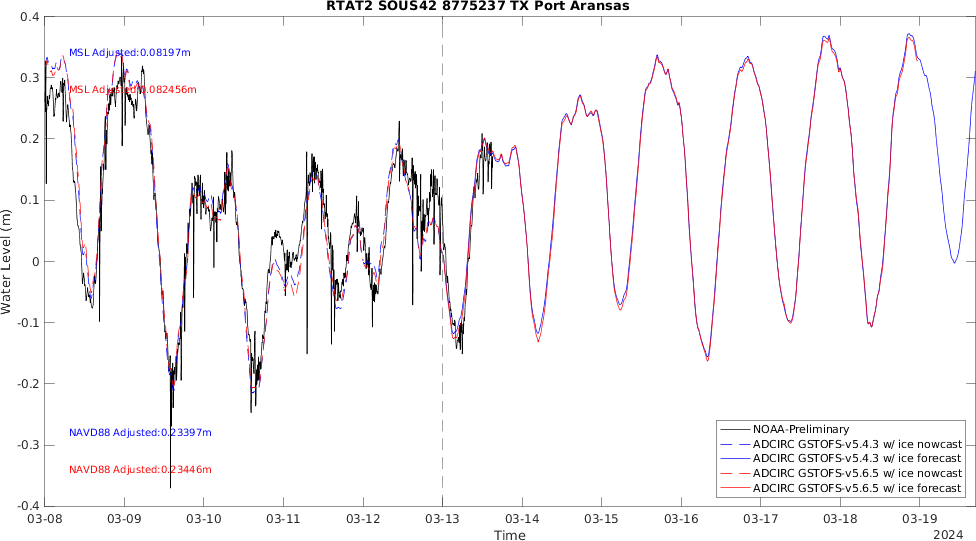 RTAT2 SOUS42 8775237 TX Port Aransas
0.4
0.3
0.2
0.1
0
-0.1
-0.2
-0.3
-0.4
Water Level (m)
MSL Adjusted:0.08197m
MSL Adjusted:0.082456m
NAVD88 Adjusted:0.23397m
NAVD88 Adjusted:0.23446m
NOAA-Preliminary
ADCIRC GSTOFS-v5.4.3 w/ ice nowcast
ADCIRC GSTOFS-v5.4.3 w/ ice forecast
ADCIRC GSTOFS-v5.6.5 w/ ice nowcast
ADCIRC GSTOFS-v5.6.5 w/ ice forecast
03-08 03-09 03-10 03-11 03-12 03-13 03-14 03-15 03-16 03-17 03-18 03-19
Time
2024